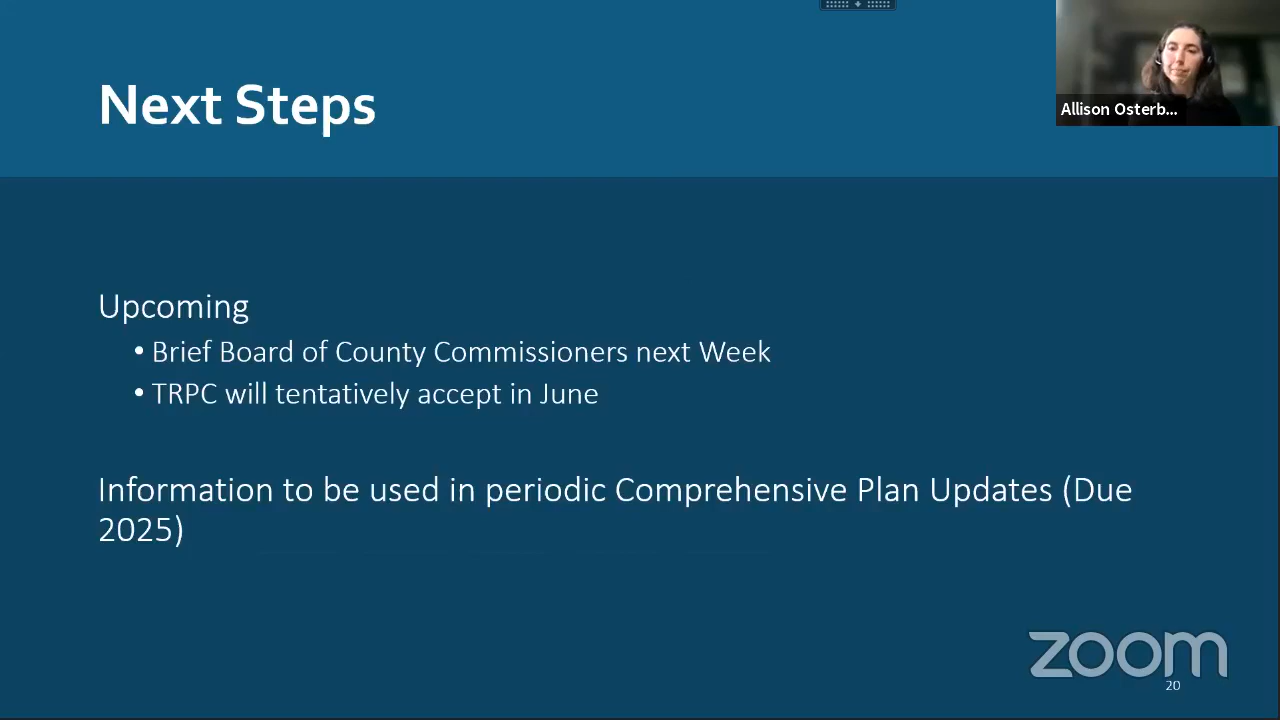 Allison Osterb...
Next Steps
Upcoming
• Brief Board of County Commissioners next Week
• TRPC will tentatively accept in June
Information to be used in periodic Comprehensive Plan Updates (Due
2025)
zoom
20